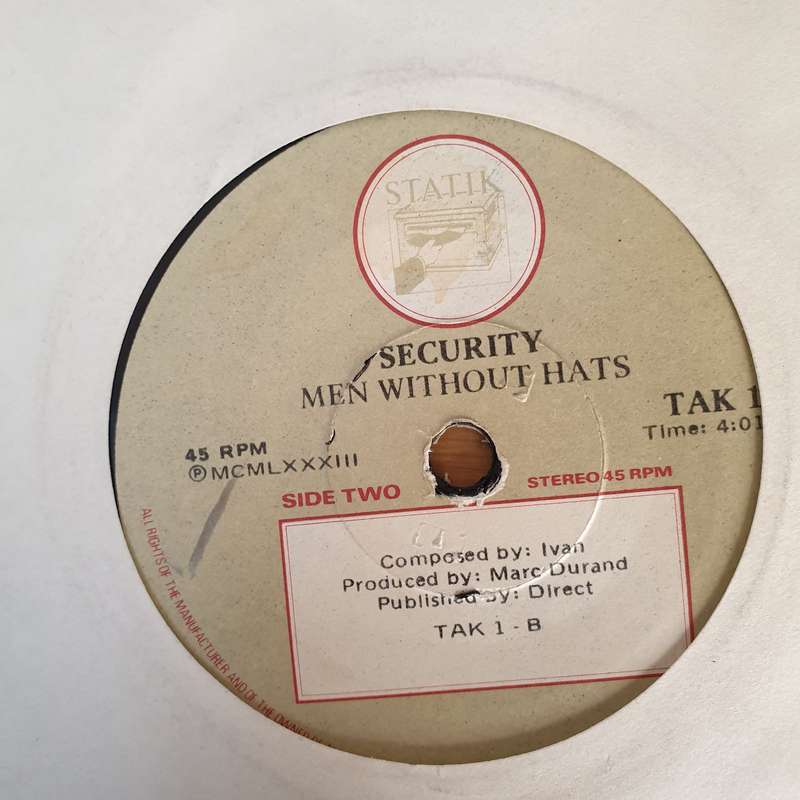 STATIK
SECURITY
MEN WITHOUT HATS
TAK 1
Time: 4:01
45 RPM
℗ MCMLXXXIII
SIDE TWO
STEREO 45 RPM
Composed by: Ivan
Produced by: Marc Durand
Published by: Direct
TAK 1 - B
ALL RIGHTS OF THE MANUFACTURER AND OF THE OWNER OF